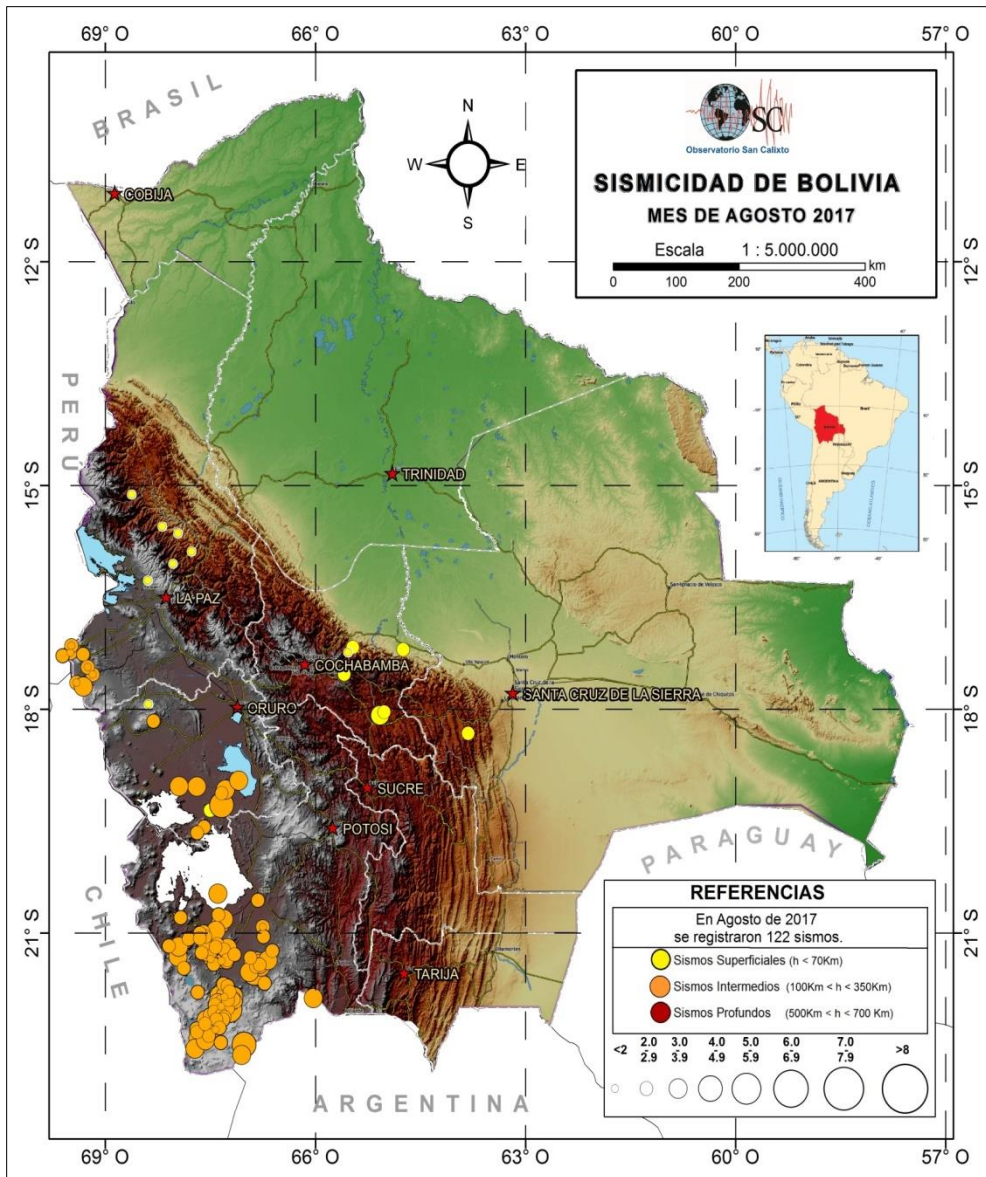 69° O
66° O
63° O
60° O
57° O
BRASIL
N
W
E
S
SC
Observatorio San Calixto
SISMICIDAD DE BOLIVIA
MES DE AGOSTO 2017
Escala 1 : 5.000.000
km
0 100 200 400
COBIJA
12° S
12° S
PERÚ
TRINIDAD
15° S
15° S
LA PAZ
COCHABAMBA
SANTA CRUZ DE LA SIERRA
ORURO
18° S
18° S
SUCRE
POTOSI
PARAGUAY
CHILE
21° S
21° S
TARIJA
ARGENTINA
REFERENCIAS
En Agosto de 2017
se registraron 122 sismos.
Sismos Superficiales (h < 70Km)
Sismos Intermedios (100Km < h < 350Km)
Sismos Profundos (500Km < h < 700 Km)
<2 2.0 - 2.9 3.0 - 3.9 4.0 - 4.9 5.0 - 5.9 6.0 - 6.9 7.0 - 7.9 >8
69° O
66° O
63° O
60° O
57° O